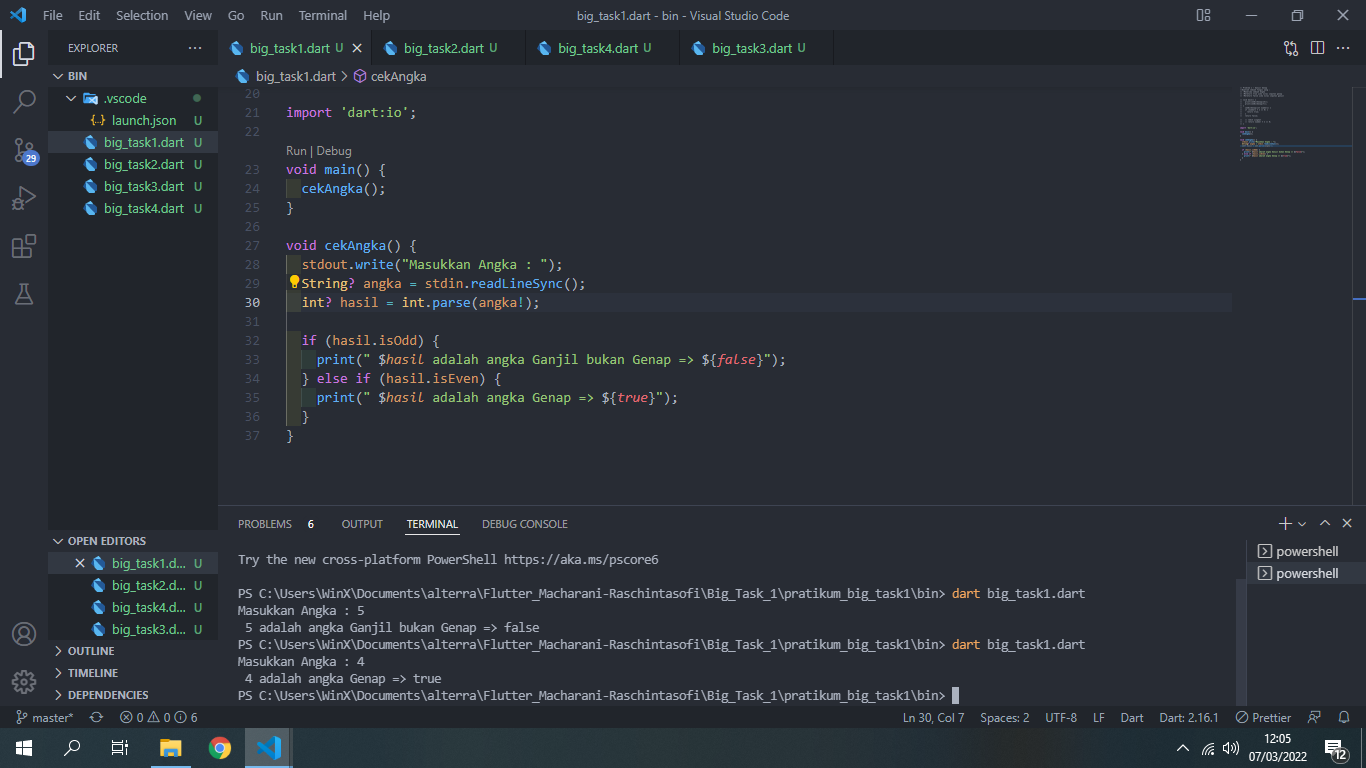 File Edit Selection View Go Run Terminal Help big_task1.dart - bin - Visual Studio Code
EXPLORER
BIN
.vscode
launch.json U
big_task1.dart U
big_task2.dart U
big_task3.dart U
big_task4.dart U
OPEN EDITORS
big_task1.d... U
big_task2.d... U
big_task4.d... U
big_task3.d... U
OUTLINE
TIMELINE
DEPENDENCIES
29
big_task1.dart U big_task2.dart U big_task4.dart U big_task3.dart U
big_task1.dart > cekAngka
20
21 import 'dart:io';
22
Run | Debug
23 void main() {
24 cekAngka();
25 }
26
27 void cekAngka() {
28 stdout.write("Masukkan Angka : ");
29 String? angka = stdin.readLineSync();
30 int? hasil = int.parse(angka!);
31
32 if (hasil.isOdd) {
33 print(" $hasil adalah angka Ganjil bukan Genap => ${false}");
34 } else if (hasil.isEven) {
35 print(" $hasil adalah angka Genap => ${true}");
36 }
37 }
PROBLEMS 6 OUTPUT TERMINAL DEBUG CONSOLE
Try the new cross-platform PowerShell https://aka.ms/pscore6
PS C:\Users\WinX\Documents\alterra\Flutter_Macharani-Raschintasofi\Big_Task_1\pratikum_big_task1\bin> dart big_task1.dart
Masukkan Angka : 5
5 adalah angka Ganjil bukan Genap => false
PS C:\Users\WinX\Documents\alterra\Flutter_Macharani-Raschintasofi\Big_Task_1\pratikum_big_task1\bin> dart big_task1.dart
Masukkan Angka : 4
4 adalah angka Genap => true
PS C:\Users\WinX\Documents\alterra\Flutter_Macharani-Raschintasofi\Big_Task_1\pratikum_big_task1\bin>
powershell
powershell
master* 0 0 6 Ln 30, Col 7 Spaces: 2 UTF-8 LF Dart Dart: 2.16.1 Prettier
12:05
07/03/2022
12